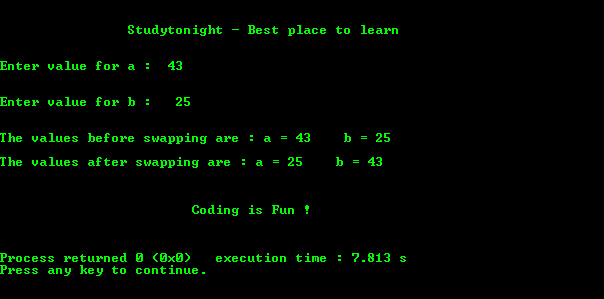 Studytonight - Best place to learn
Enter value for a :  43
Enter value for b :   25
The values before swapping are : a = 43    b = 25
The values after swapping are : a = 25    b = 43
Coding is Fun !
Process returned 0 (0x0)   execution time : 7.813 s
Press any key to continue.